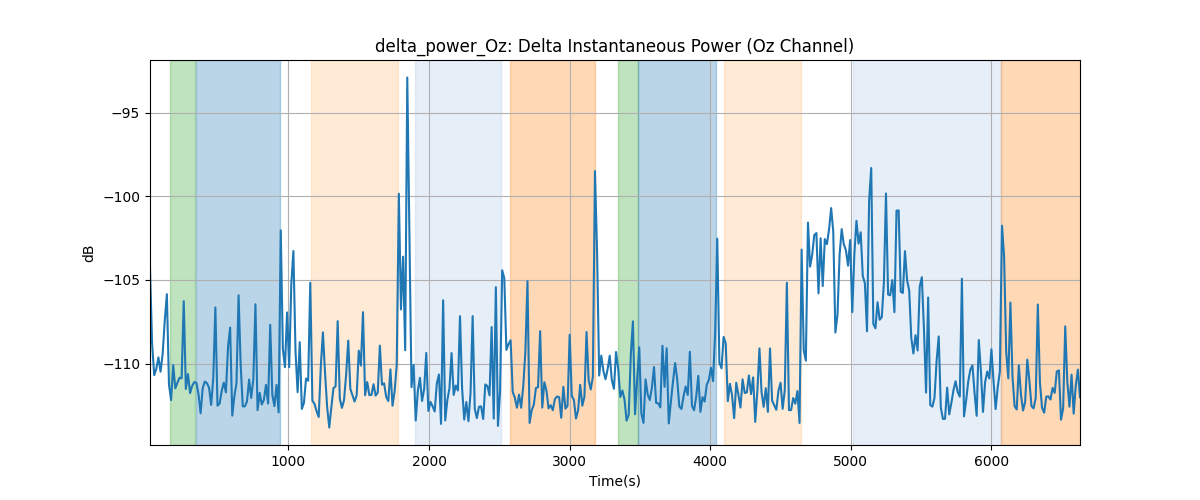 delta_power_Oz: Delta Instantaneous Power (Oz Channel)
−95
−100
−105
−110
dB
1000 2000 3000 4000 5000 6000
Time(s)